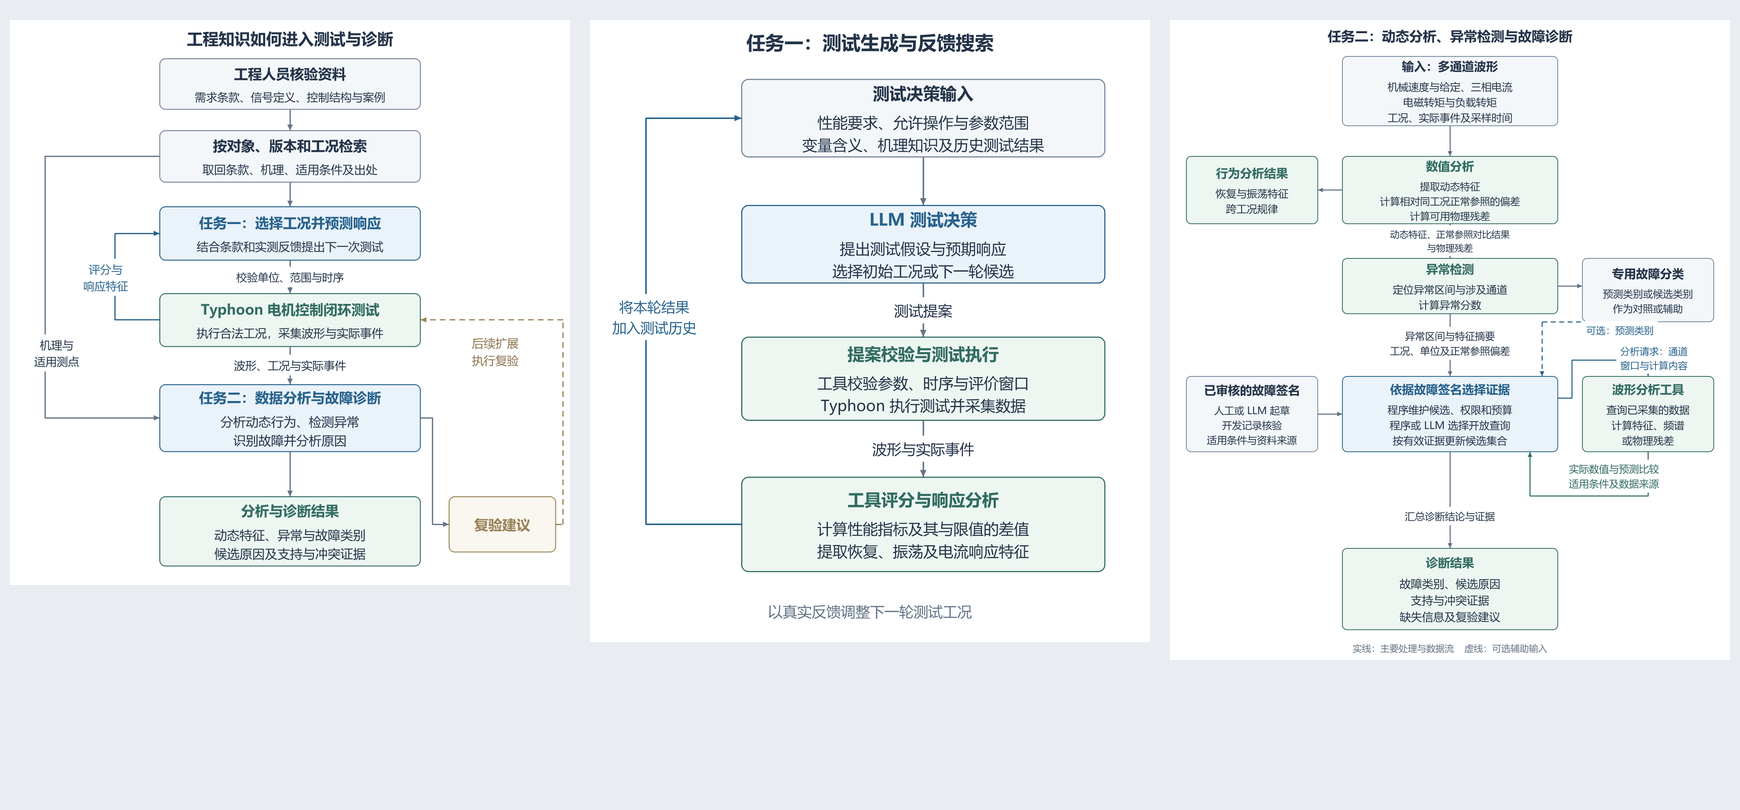 工程知识如何进入测试与诊断
工程人员核验资料
需求条款、信号定义、控制结构与案例
按对象、版本和工况检索
取回条款、机理、适用条件及出处
任务一：选择工况并预测响应
结合条款和实测反馈提出下一次测试
评分与
响应特征
校验单位、范围与时序
Typhoon 电机控制闭环测试
执行合法工况，采集波形与实际事件
机理与
适用测点
后续扩展
执行复验
波形、工况与实际事件
任务二：数据分析与故障诊断
分析动态行为、检测异常
识别故障并分析原因
分析与诊断结果
动态特征、异常与故障类别
候选原因及支持与冲突证据
复验建议
任务一：测试生成与反馈搜索
测试决策输入
性能要求、允许操作与参数范围
变量含义、机理知识及历史测试结果
LLM 测试决策
提出测试假设与预期响应
选择初始工况或下一轮候选
将本轮结果
加入测试历史
测试提案
提案校验与测试执行
工具校验参数、时序与评价窗口
Typhoon 执行测试并采集数据
波形与实际事件
工具评分与响应分析
计算性能指标及其与限值的差值
提取恢复、振荡及电流响应特征
以真实反馈调整下一轮测试工况
任务二：动态分析、异常检测与故障诊断
输入：多通道波形
机械速度与给定、三相电流
电磁转矩与负载转矩
工况、实际事件及采样时间
行为分析结果
恢复与振荡特征
跨工况规律
数值分析
提取动态特征
计算相对同工况正常参照的偏差
计算可用物理残差
动态特征、正常参照对比结果
与物理残差
异常检测
定位异常区间与涉及通道
计算异常分数
专用故障分类
预测类别或候选类别
作为对照或辅助
可选：预测类别
异常区间与特征摘要
工况、单位及正常参照偏差
分析请求：通道
窗口与计算内容
已审核的故障签名
人工或 LLM 起草
开发记录核验
适用条件与资料来源
依据故障签名选择证据
程序维护候选、权限和预算
程序或 LLM 选择开放查询
按有效证据更新候选集合
波形分析工具
查询已采集的数据
计算特征、频谱
或物理残差
实际数值与预测比较
适用条件及数据来源
汇总诊断结论与证据
诊断结果
故障类别、候选原因
支持与冲突证据
缺失信息及复验建议
实线：主要处理与数据流 虚线：可选辅助输入